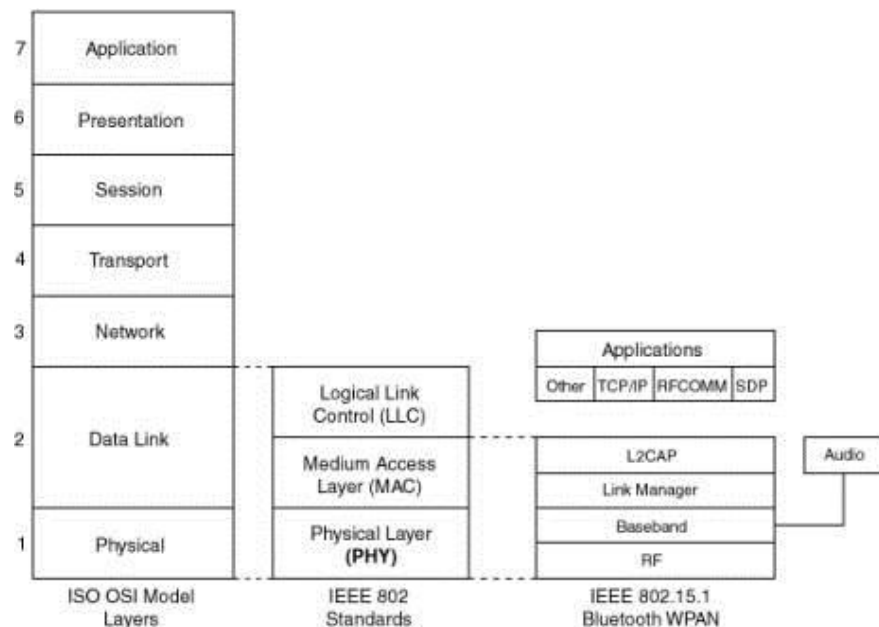 7
Application
6
Presentation
5
Session
4
Transport
3
Network
2
Data Link
1
Physical
ISO OSI Model
Layers
Logical Link
Control (LLC)
Medium Access
Layer (MAC)
Physical Layer
(PHY)
IEEE 802
Standards
Applications
Other TCP/IP RFCOMM SDP
L2CAP
Link Manager
Baseband
RF
Audio
IEEE 802.15.1
Bluetooth WPAN